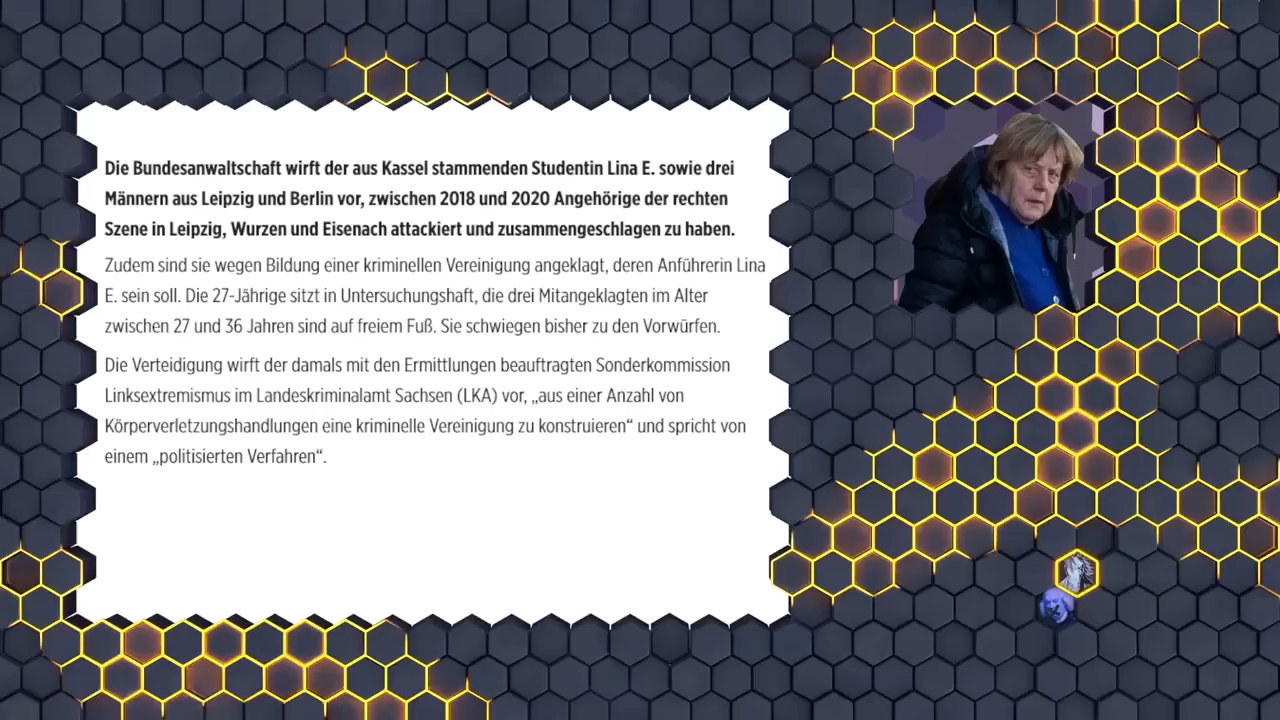 Die Bundesanwaltschaft wirft der aus Kassel stammenden Studentin Lina E. sowie drei
Männern aus Leipzig und Berlin vor, zwischen 2018 und 2020 Angehörige der rechten
Szene in Leipzig, Wurzen und Eisenach attackiert und zusammengeschlagen zu haben.
Zudem sind sie wegen Bildung einer kriminellen Vereinigung angeklagt, deren Anführerin Lina
E. sein soll. Die 27-Jährige sitzt in Untersuchungshaft, die drei Mitangeklagten im Alter
zwischen 27 und 36 Jahren sind auf freiem Fuß. Sie schwiegen bisher zu den Vorwürfen.
Die Verteidigung wirft der damals mit den Ermittlungen beauftragten Sonderkommission
Linksextremismus im Landeskriminalamt Sachsen (LKA) vor, „aus einer Anzahl von
Körperverletzungshandlungen eine kriminelle Vereinigung zu konstruieren“ und spricht von
einem „politisierten Verfahren“.